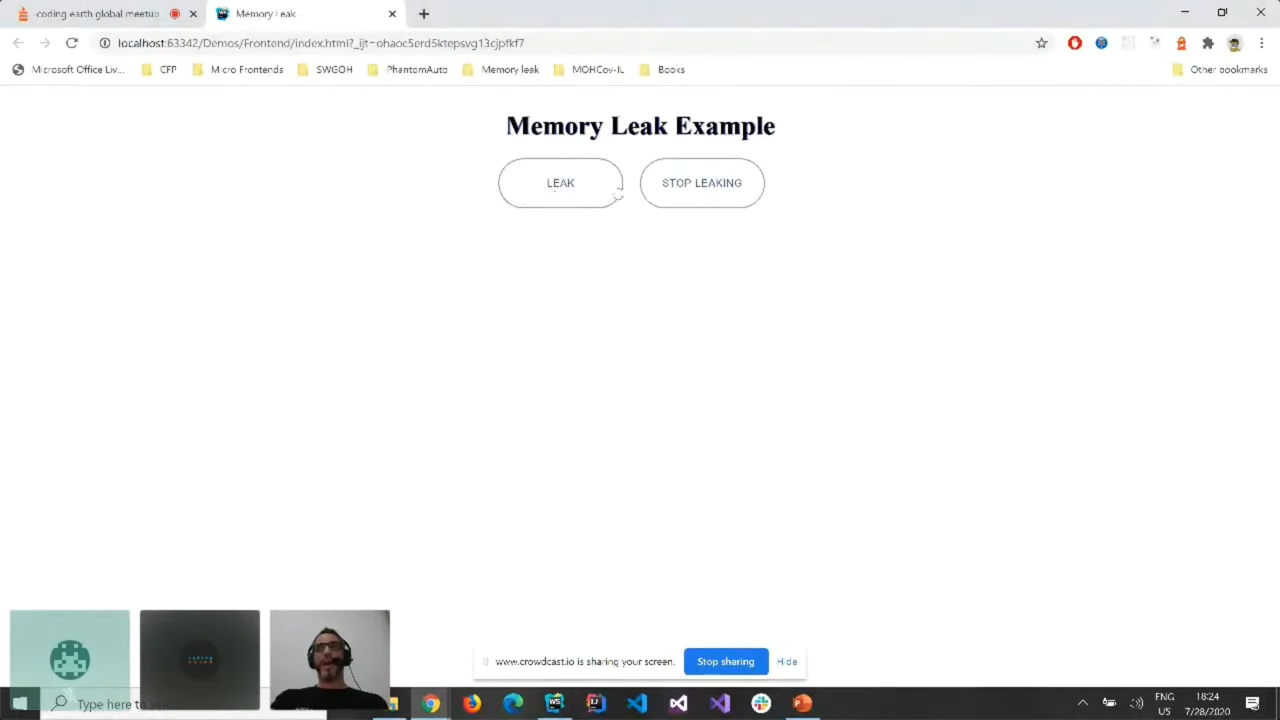 coding earth global meetup
Memory Leak
localhost:63342/Demos/Frontend/index.html?_ijt=ohaoc5erd5ktepsvg13cjpfkf7
Microsoft Office Liv... CFP Micro Frontends SWGOH PhantomAuto Memory leak MOHCov-IL Books Other bookmarks
Memory Leak Example
LEAK STOP LEAKING
www.crowdcast.io is sharing your screen. Stop sharing Hide
Type here to
ENG
US
18:24
7/28/2020